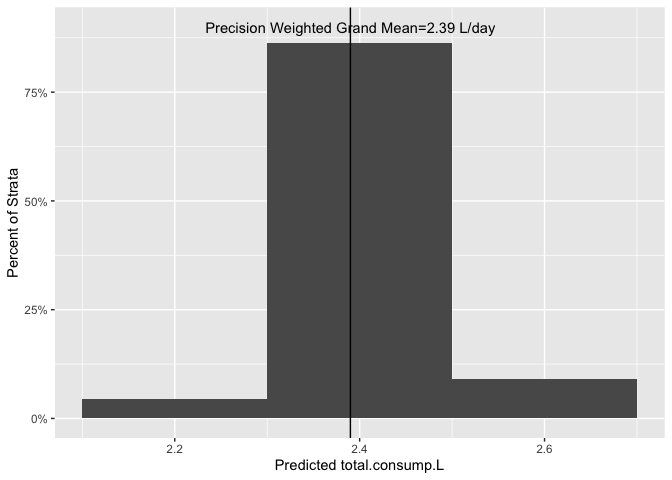 Precision Weighted Grand Mean=2.39 L/day
Percent of Strata
75%
50%
25%
0%
2.2
2.4
2.6
Predicted total.consump.L